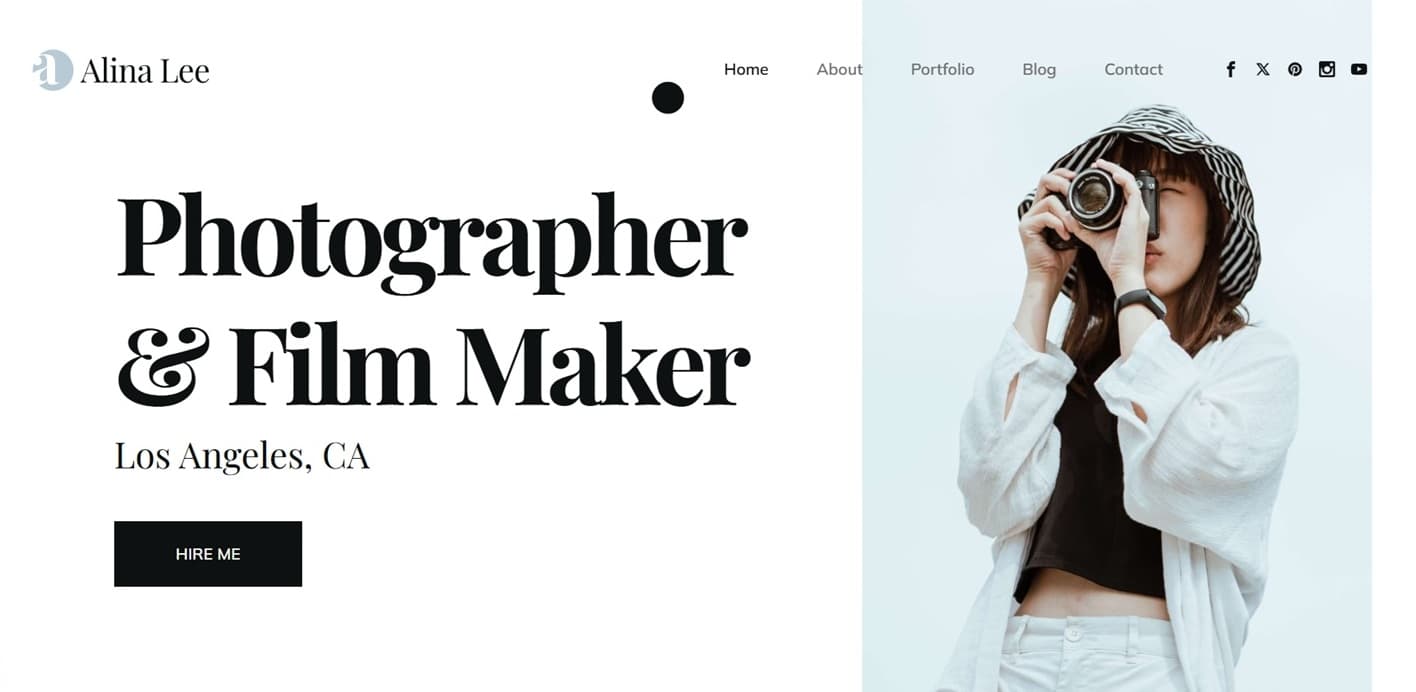 a Alina Lee
Home About Portfolio Blog Contact
Photographer
& Film Maker
Los Angeles, CA
HIRE ME